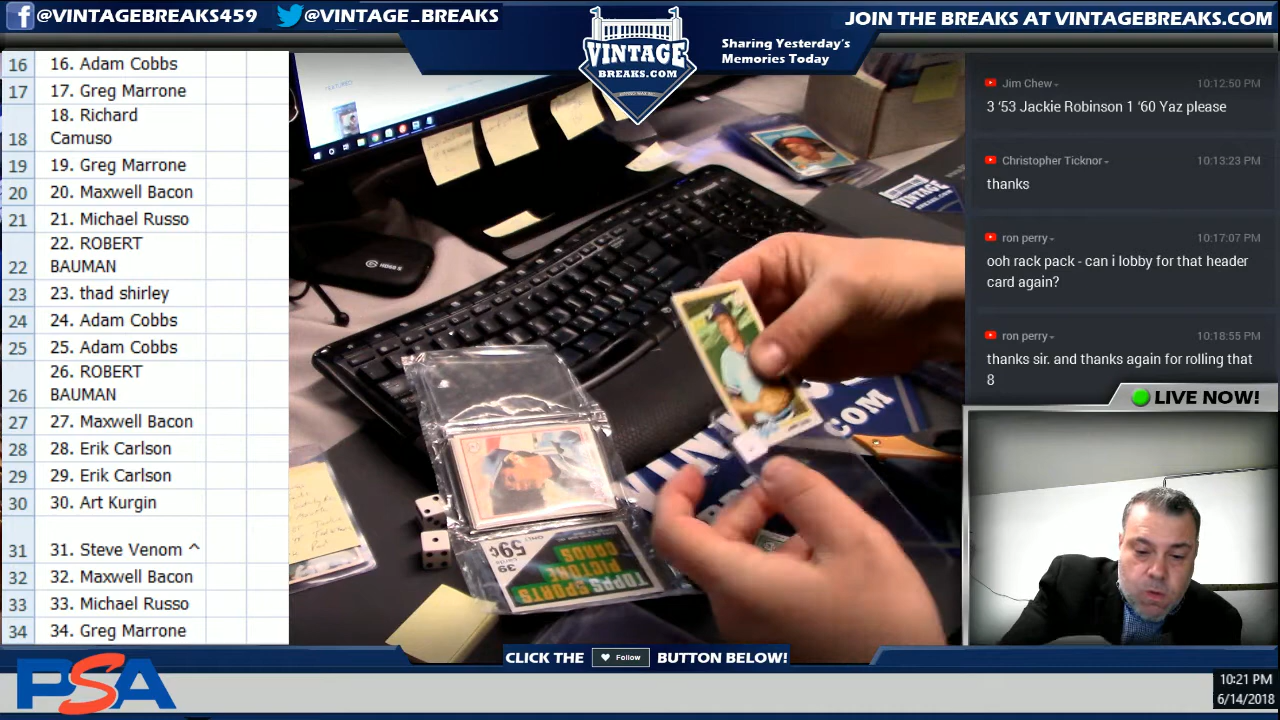 @VINTAGEBREAKS459
@VINTAGE_BREAKS
VINTAGE
BREAKS.COM
Sharing Yesterday's
Memories Today
JOIN THE BREAKS AT VINTAGEBREAKS.COM
16 16. Adam Cobbs
17 17. Greg Marrone
18. Richard
18 Camuso
19 19. Greg Marrone
20 20. Maxwell Bacon
21 21. Michael Russo
22. ROBERT
22 BAUMAN
23 23. thad shirley
24 24. Adam Cobbs
25 25. Adam Cobbs
26. ROBERT
26 BAUMAN
27 27. Maxwell Bacon
28 28. Erik Carlson
29 29. Erik Carlson
30 30. Art Kurgin
31 31. Steve Venom ^
32 32. Maxwell Bacon
33 33. Michael Russo
34 34. Greg Marrone
VINTAGE
COM
39
59¢
TOPPS SPORTS
PICTURE
CARDS
Jim Chew 10:12:50 PM
3 ‘53 Jackie Robinson 1 ‘60 Yaz please
Christopher Ticknor 10:13:23 PM
thanks
ron perry 10:17:07 PM
ooh rack pack - can i lobby for that header
card again?
ron perry 10:18:55 PM
thanks sir. and thanks again for rolling that
8
LIVE NOW!
CLICK THE Follow BUTTON BELOW!
PSA
10:21 PM
6/14/2018